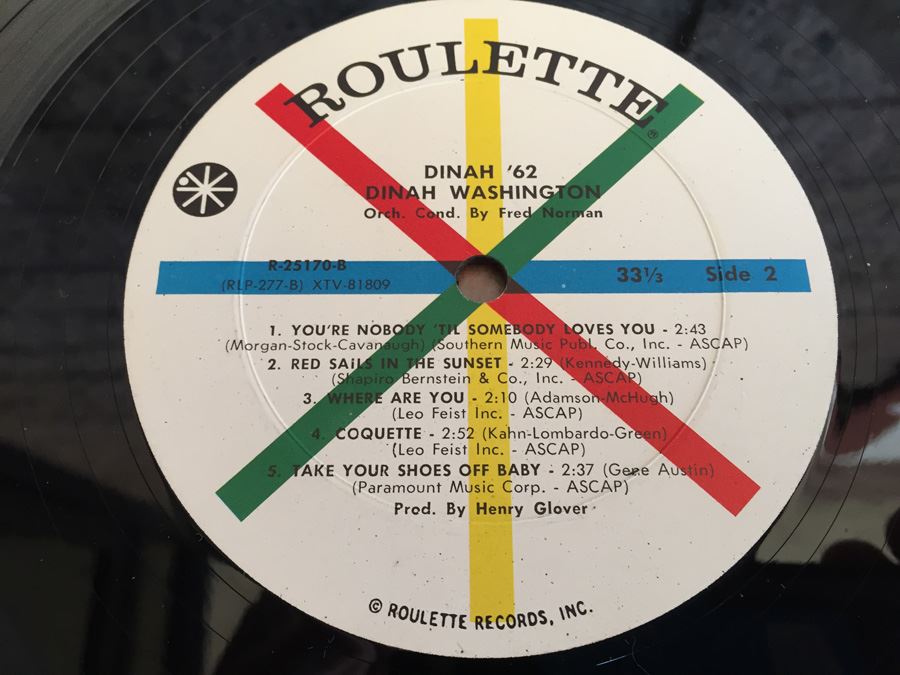 ROULETTE®
DINAH '62
DINAH WASHINGTON
Orch. Cond. By Fred Norman
R-25170-B
(RLP-277-B) XTV-81809
33⅓ Side 2
1. YOU'RE NOBODY 'TIL SOMEBODY LOVES YOU - 2:43
(Morgan-Stock-Cavanaugh) (Southern Music Publ. Co., Inc. - ASCAP)
2. RED SAILS IN THE SUNSET - 2:29 (Kennedy-Williams)
(Shapiro Bernstein & Co., Inc. - ASCAP)
3. WHERE ARE YOU - 2:10 (Adamson-McHugh)
(Leo Feist Inc. - ASCAP)
4. COQUETTE - 2:52 (Kahn-Lombardo-Green)
(Leo Feist Inc. - ASCAP)
5. TAKE YOUR SHOES OFF BABY - 2:37 (Gene Austin)
(Paramount Music Corp. - ASCAP)
Prod. By Henry Glover
© ROULETTE RECORDS, INC.